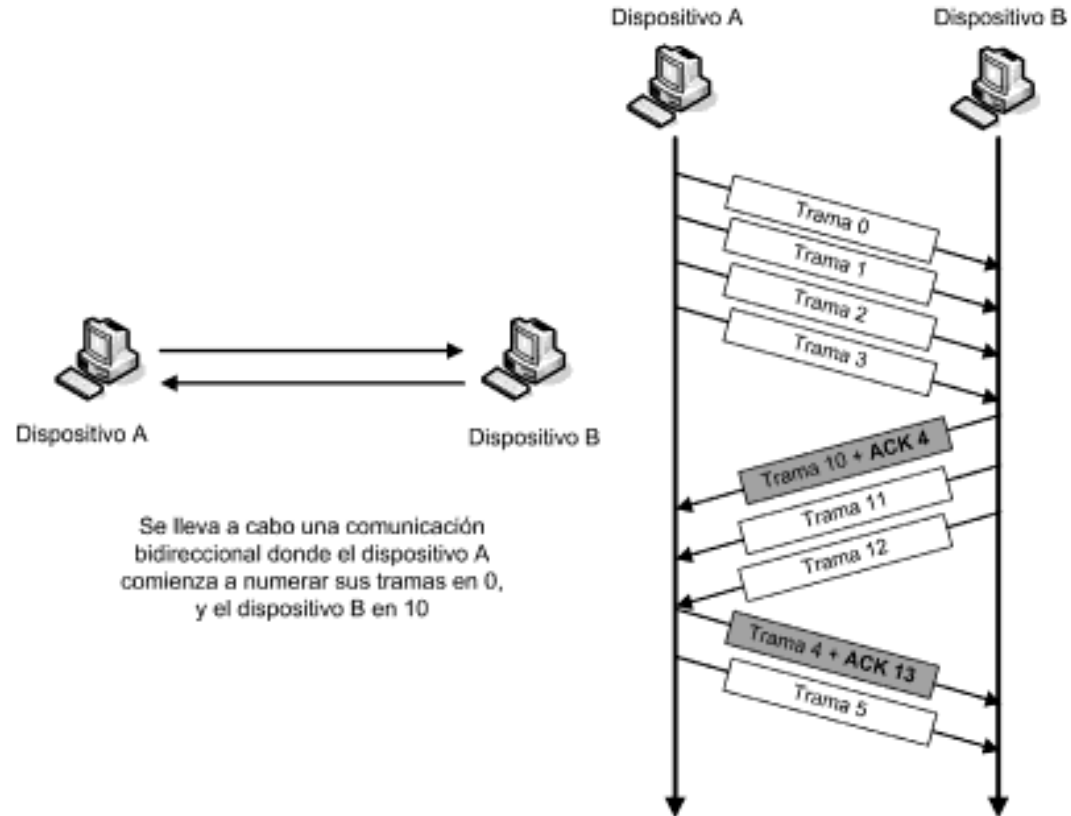 Dispositivo A
Dispositivo B
Trama 0
Trama 1
Trama 2
Trama 3
Trama 10 + ACK 4
Trama 11
Trama 12
Trama 4 + ACK 13
Trama 5
Dispositivo A
Dispositivo B
Se lleva a cabo una comunicación
bidireccional donde el dispositivo A
comienza a numerar sus tramas en 0,
y el dispositivo B en 10